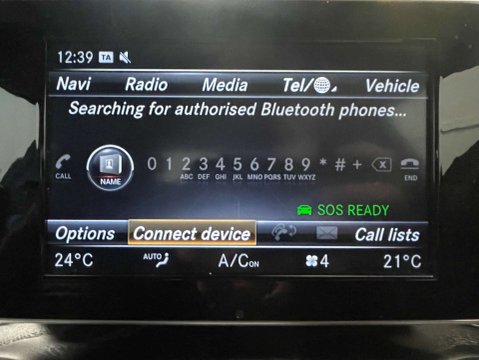 12:39 TA
Navi Radio Media Tel/ Vehicle
Searching for authorised Bluetooth phones...
0 1 2 3 4 5 6 7 8 9 * # +
CALL NAME ABC DEF GHI JKL MNO PQRS TUV WXYZ END
SOS READY
Options Connect device Call lists
24°C AUTO A/C ON 4 21°C